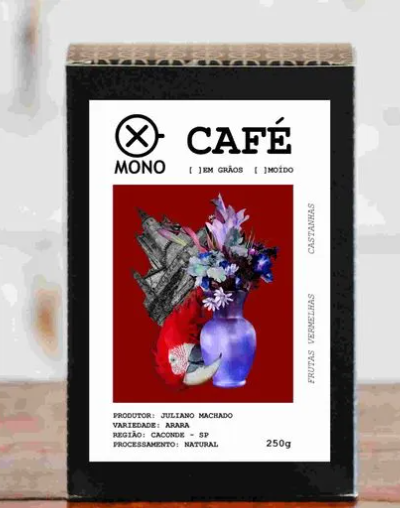 CAFÉ
MONO
[ ]EM GRÃOS [ ]MOÍDO
CASTANHAS
FRUTAS VERMELHAS
PRODUTOR: JULIANO MACHADO
VARIEDADE: ARARA
REGIÃO: CACONDE - SP
PROCESSAMENTO: NATURAL
250g